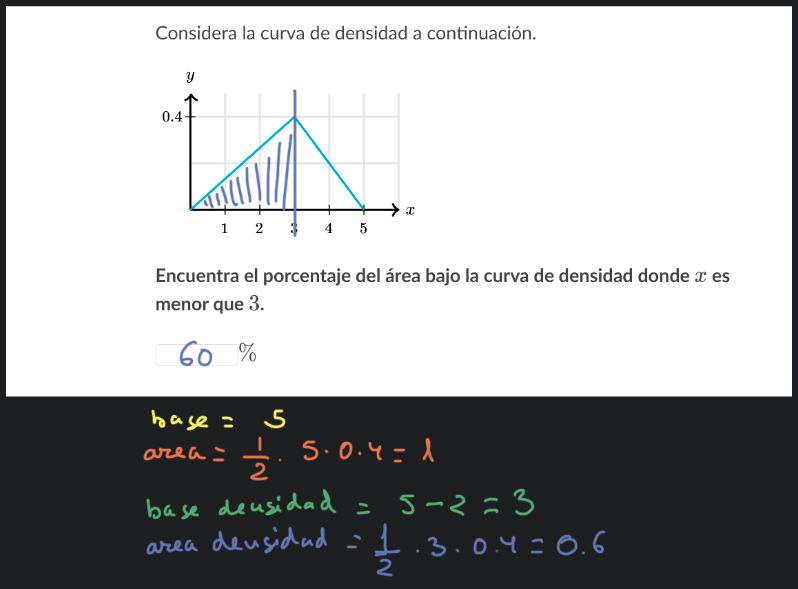 Considera la curva de densidad a continuación.
y
0.4
x
1 2 3 4 5
Encuentra el porcentaje del área bajo la curva de densidad donde x es
menor que 3.
60 %
base = 5
area = 1/2 . 5 . 0.4 = 1
base densidad = 5 - 2 = 3
area densidad = 1/2 . 3 . 0.4 = 0.6